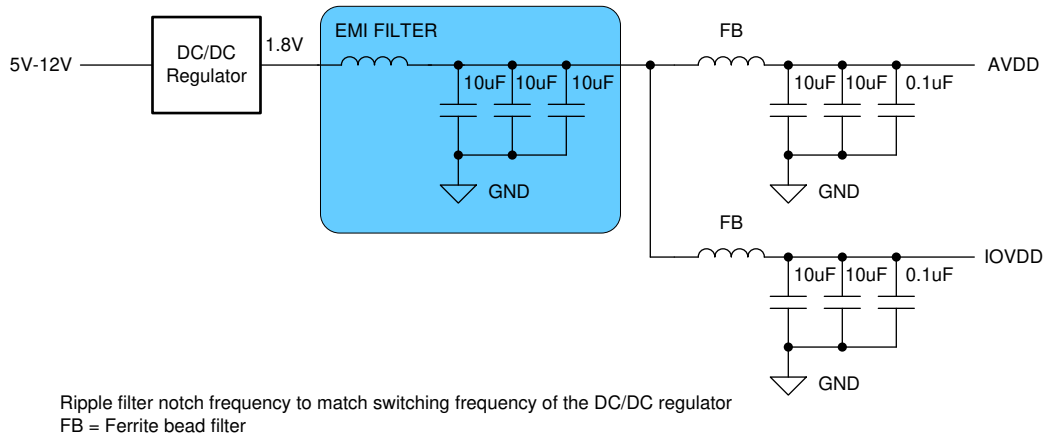 EMI FILTER
FB
5V-12V
DC/DC
Regulator
1.8V
10uF 10uF 10uF
10uF 10uF 0.1uF
AVDD
GND
GND
FB
10uF 10uF 0.1uF
IOVDD
GND
Ripple filter notch frequency to match switching frequency of the DC/DC regulator
FB = Ferrite bead filter